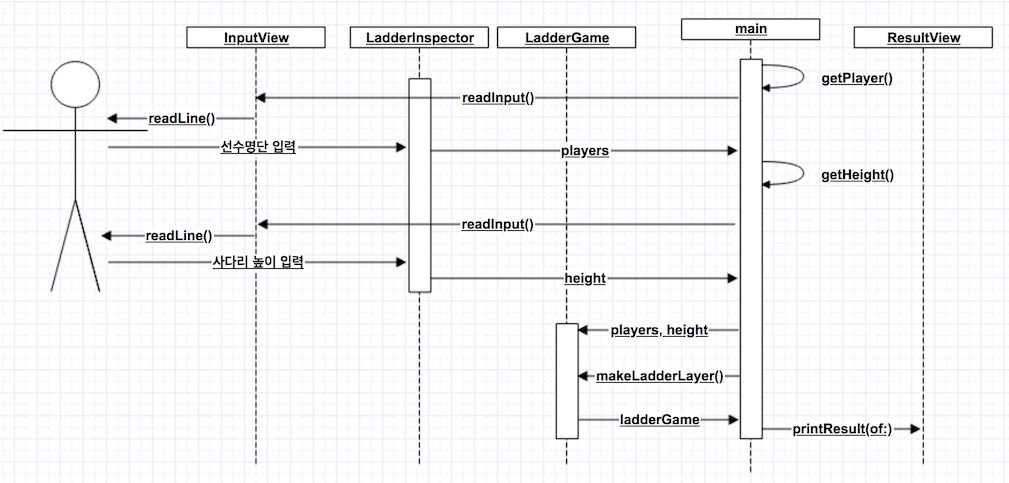 InputView
LadderInspector
LadderGame
main
ResultView
getPlayer()
readInput()
readLine()
선수명단 입력
players
getHeight()
readInput()
readLine()
사다리 높이 입력
height
players, height
makeLadderLayer()
ladderGame
printResult(of:)